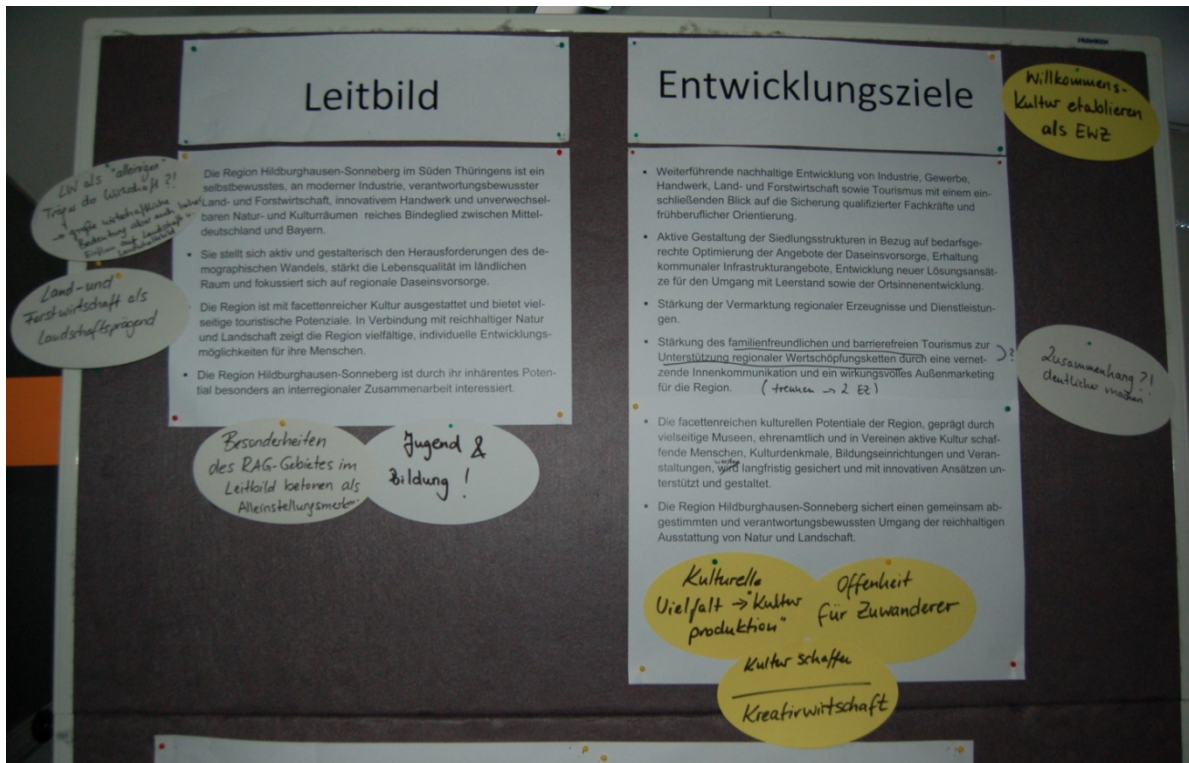 Leitbild
Die Region Hildburghausen-Sonneberg im Süden Thüringens ist ein
selbstbewusstes, an moderner Industrie, verantwortungsbewusster
Land- und Forstwirtschaft, innovativem Handwerk und unverwechsel-
baren Natur- und Kulturräumen reiches Bindeglied zwischen Mittel-
deutschland und Bayern.
• Sie stellt sich aktiv und gestalterisch den Herausforderungen des de-
mographischen Wandels, stärkt die Lebensqualität im ländlichen
Raum und fokussiert sich auf regionale Daseinsvorsorge.
Die Region ist mit facettenreicher Kultur ausgestattet und bietet viel-
seitige touristische Potenziale. In Verbindung mit reichhaltiger Natur
und Landschaft zeigt die Region vielfältige, individuelle Entwicklungs-
möglichkeiten für ihre Menschen.
• Die Region Hildburghausen-Sonneberg ist durch ihr inhärentes Poten-
tial besonders an interregionaler Zusammenarbeit interessiert.
LW als "alleiniger"
Träger der Wirtschaft ?!
→ große wirtschaftliche
Bedeutung aber auch hoher
Einfluss auf Landschaft u.
Landschaftsbild
Land- und
Forstwirtschaft als
Landschaftsprägend
Besonderheiten
des RAG-Gebietes im
Leitbild betonen als
Alleinstellungsmerkm.
Jugend &
Bildung !
Entwicklungsziele
• Weiterführende nachhaltige Entwicklung von Industrie, Gewerbe,
Handwerk, Land- und Forstwirtschaft sowie Tourismus mit einem ein-
schließenden Blick auf die Sicherung qualifizierter Fachkräfte und
frühberuflicher Orientierung.
• Aktive Gestaltung der Siedlungsstrukturen in Bezug auf bedarfsge-
rechte Optimierung der Angebote der Daseinsvorsorge, Erhaltung
kommunaler Infrastrukturangebote, Entwicklung neuer Lösungsansät-
ze für den Umgang mit Leerstand sowie der Ortsinnenentwicklung.
• Stärkung der Vermarktung regionaler Erzeugnisse und Dienstleistun-
gen.
• Stärkung des familienfreundlichen und barrierefreien Tourismus zur
Unterstützung regionaler Wertschöpfungsketten durch eine vernet- )?
zende Innenkommunikation und ein wirkungsvolles Außenmarketing
für die Region. (trennen → 2 EZ)
• Die facettenreichen kulturellen Potentiale der Region, geprägt durch
vielseitige Museen, ehrenamtlich und in Vereinen aktive Kultur schaf-
fende Menschen, Kulturdenkmale, Bildungseinrichtungen und Veran-
staltungen, wird werden langfristig gesichert und mit innovativen Ansätzen un-
terstützt und gestaltet.
• Die Region Hildburghausen-Sonneberg sichert einen gemeinsam ab-
gestimmten und verantwortungsbewussten Umgang der reichhaltigen
Ausstattung von Natur und Landschaft.
Willkommens-
Kultur etablieren
als EWZ
Zusammenhang ?!
deutlicher machen
Kulturelle
Vielfalt → "Kultur
produktion"
Offenheit
für Zuwanderer
Kultur schaffen
Kreativwirtschaft